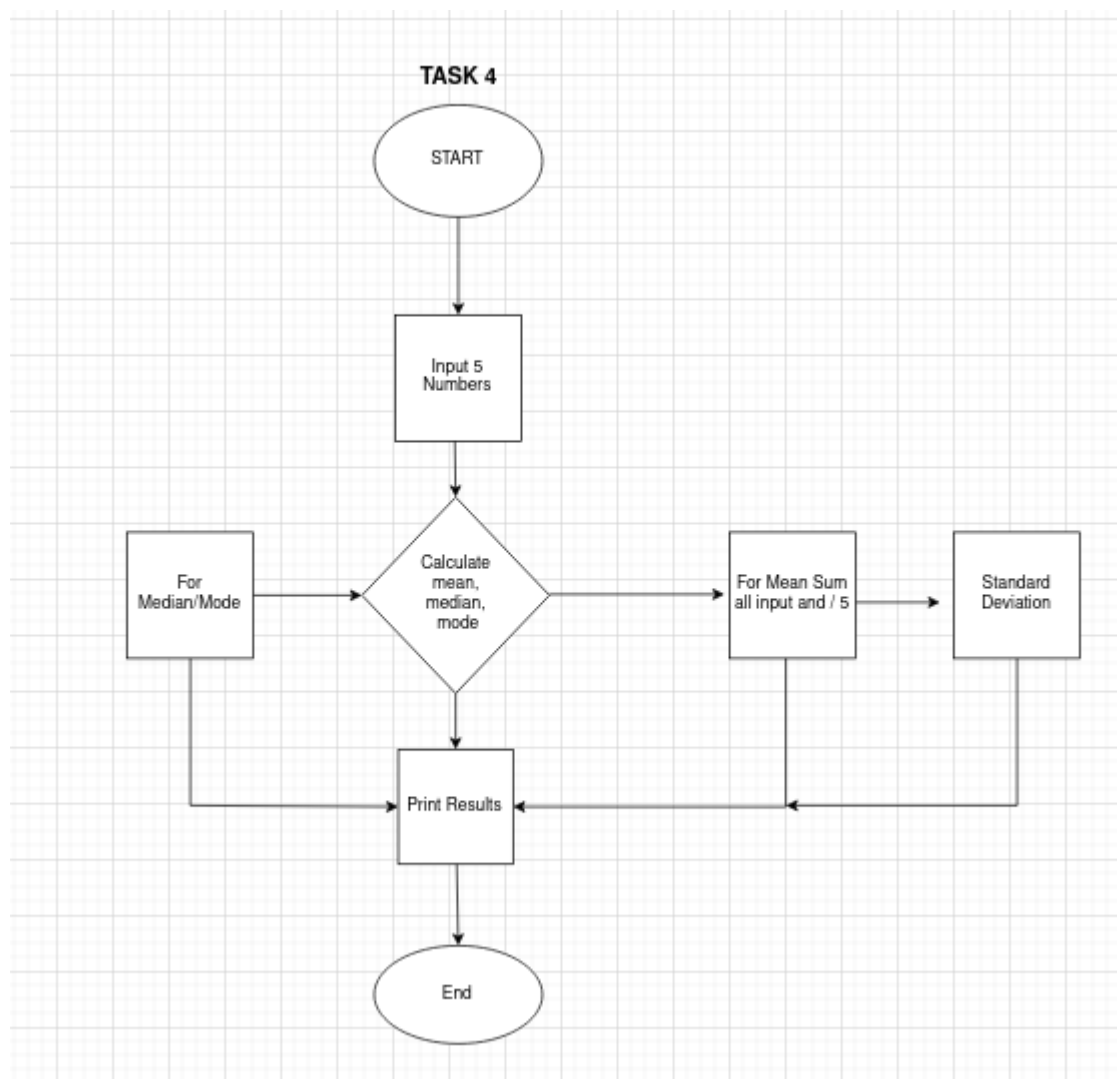 TASK 4
START
Input 5
Numbers
For
Median/Mode
Calculate
mean,
median,
mode
For Mean Sum
all input and / 5
Standard
Deviation
Print Results
End